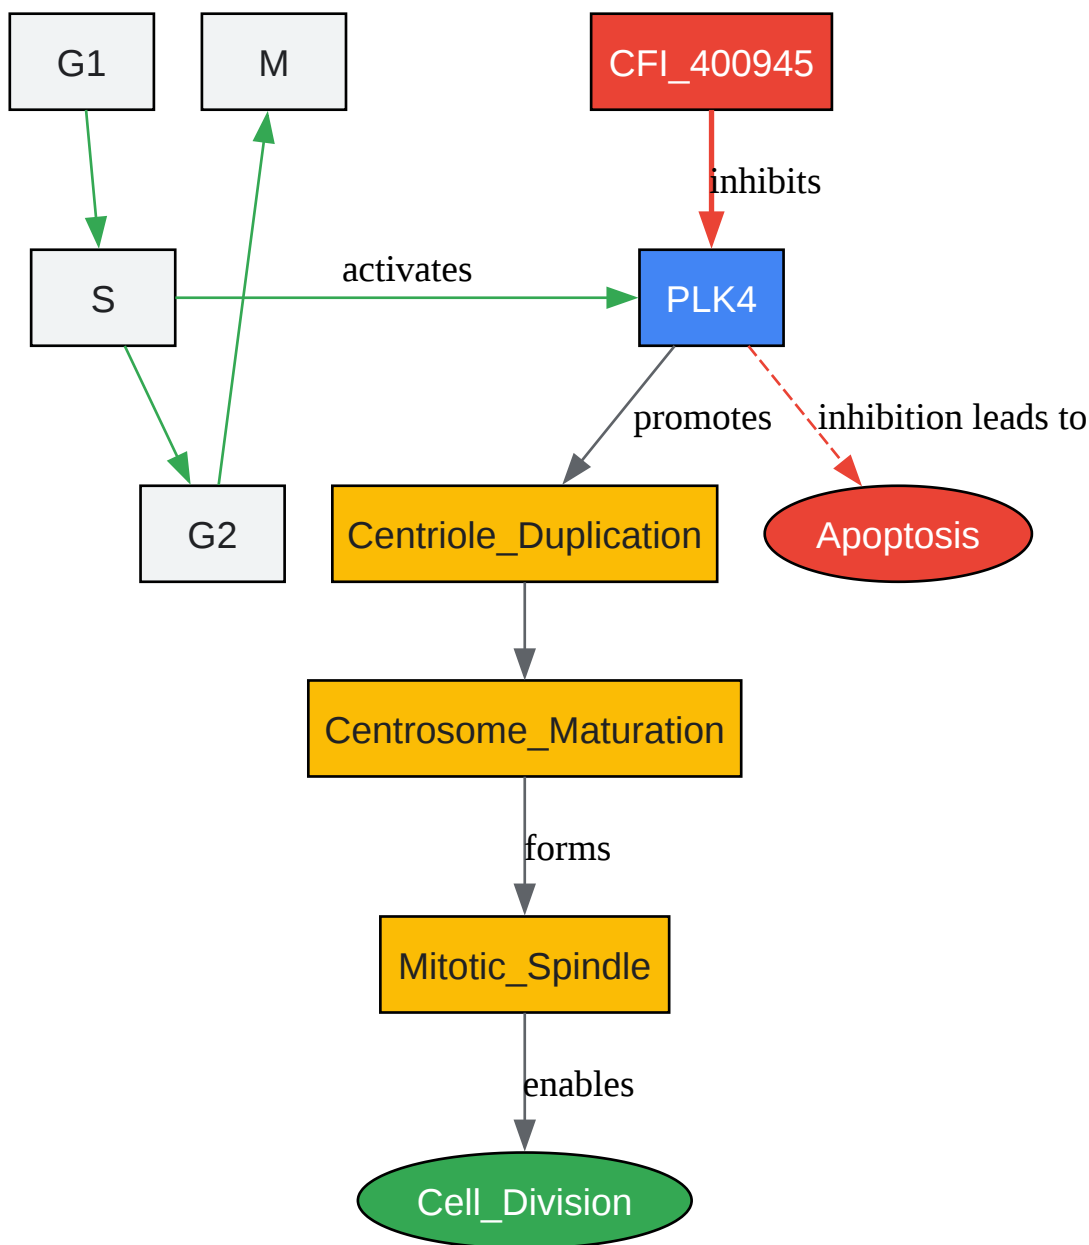 G1
M
CFI_400945
inhibits
activates
S
PLK4
promotes
inhibition leads to
G2
Centriole_Duplication
Apoptosis
Centrosome_Maturation
forms
Mitotic_Spindle
enables
Cell_Division